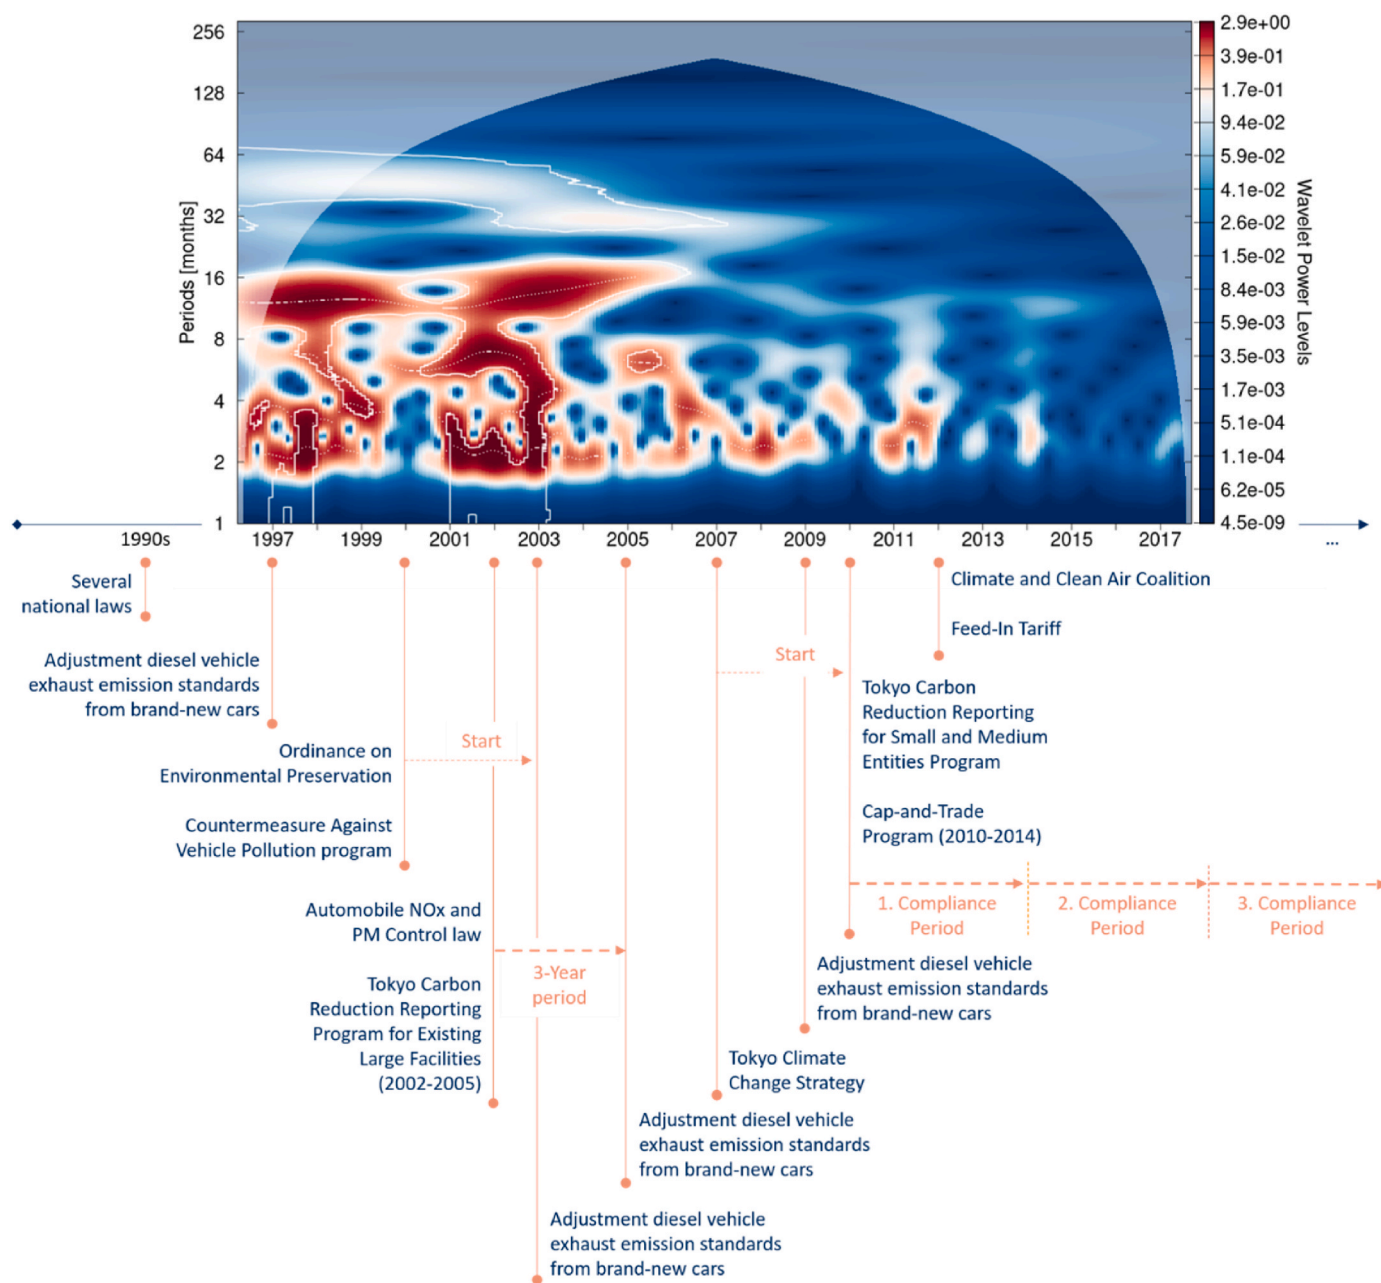 256
128
64
32
16
8
4
2
1
Periods [months]
2.9e+00
3.9e-01
1.7e-01
9.4e-02
5.9e-02
4.1e-02
2.6e-02
1.5e-02
8.4e-03
5.9e-03
3.5e-03
1.7e-03
5.1e-04
1.1e-04
6.2e-05
4.5e-09
Wavelet Power Levels
1990s
1997
1999
2001
2003
2005
2007
2009
2011
2013
2015
2017
...
Several
national laws
Adjustment diesel vehicle
exhaust emission standards
from brand-new cars
Ordinance on
Environmental Preservation
Start
Countermeasure Against
Vehicle Pollution program
Automobile NOx and
PM Control law
3-Year
period
Tokyo Carbon
Reduction Reporting
Program for Existing
Large Facilities
(2002-2005)
Adjustment diesel vehicle
exhaust emission standards
from brand-new cars
Adjustment diesel vehicle
exhaust emission standards
from brand-new cars
Tokyo Climate
Change Strategy
Start
Adjustment diesel vehicle
exhaust emission standards
from brand-new cars
Tokyo Carbon
Reduction Reporting
for Small and Medium
Entities Program
Cap-and-Trade
Program (2010-2014)
1. Compliance
Period
2. Compliance
Period
3. Compliance
Period
Climate and Clean Air Coalition
Feed-In Tariff